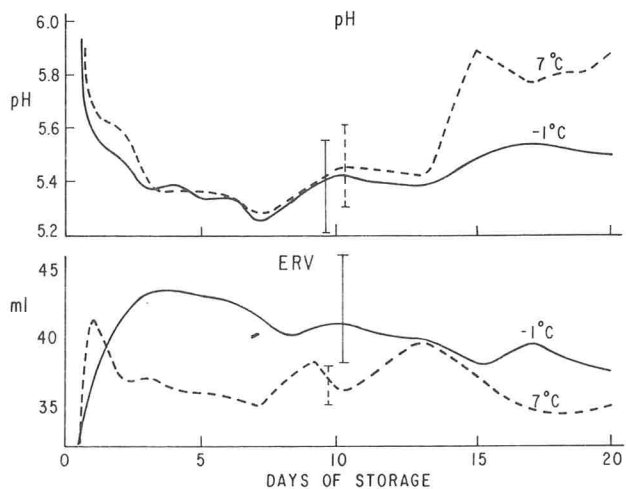 pH
6.0
5.8
pH
5.6
5.4
5.2
7°C
-1°C
ERV
45
ml
40
35
-1°C
7°C
0 5 10 15 20
DAYS OF STORAGE